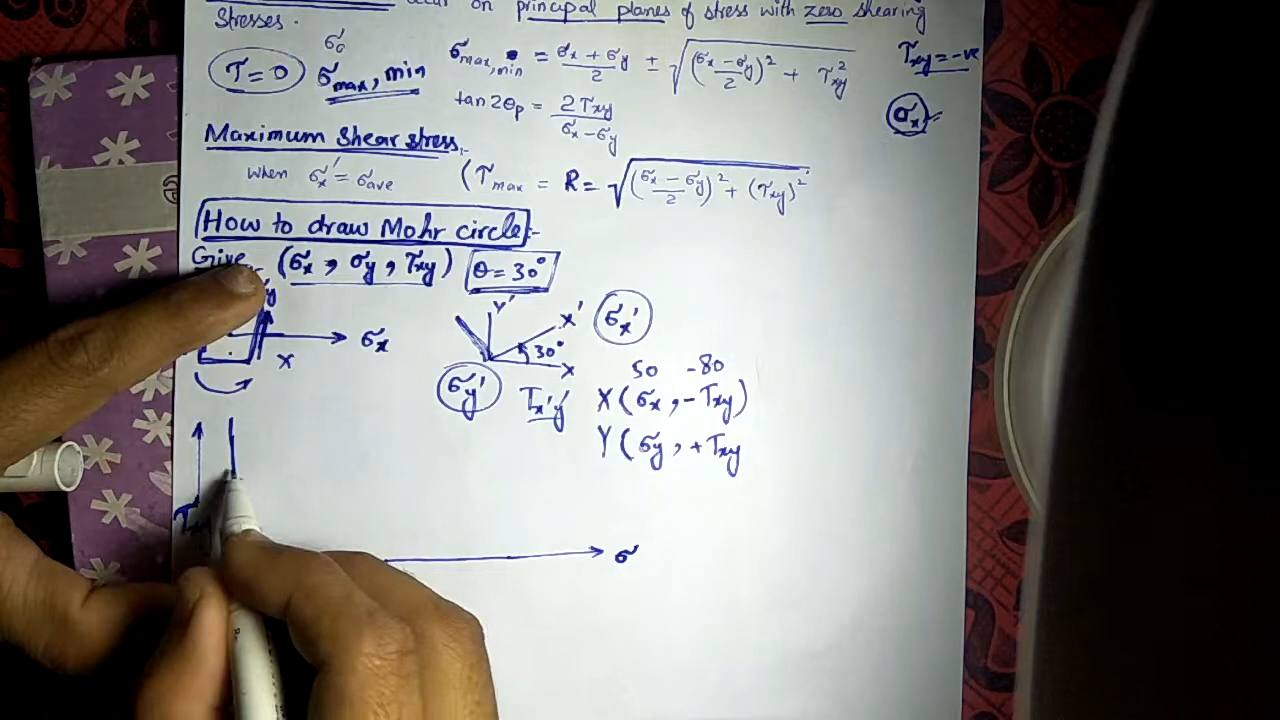 occur on principal planes of stress with zero shearing
Stresses.
τ = 0
σ₀
σmax, min
σmax, min = σx + σy / 2 ± √((σx - σy / 2)² + τxy²)
τxy = -ve
σx
tan 2θp = 2τxy / σx - σy
Maximum Shear stress:-
When σx' = σave
(τmax = R = √((σx - σy / 2)² + (τxy)²
How to draw Mohr circle:-
Give (σx, σy, τxy) θ = 30°
y
σx
X
Y'
X'
30°
X
σx'
σy'
τx'y'
50 -80
X(σx, -τxy)
Y(σy, +τxy
σ